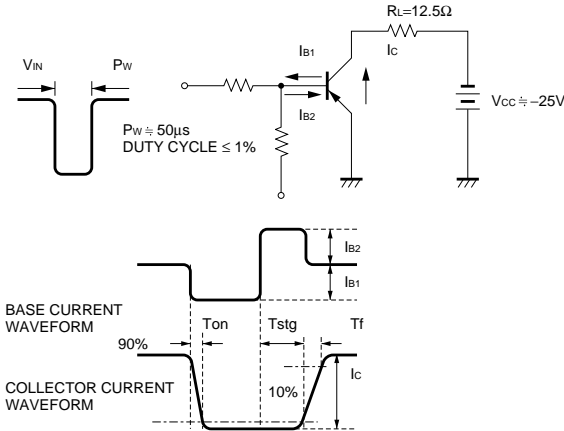 RL=12.5Ω
IB1
IC
VIN
PW
IB2
VCC ≒ −25V
PW ≒ 50μs
DUTY CYCLE ≤ 1%
IB2
IB1
BASE CURRENT
WAVEFORM
Ton
Tstg
Tf
90%
IC
COLLECTOR CURRENT
WAVEFORM
10%